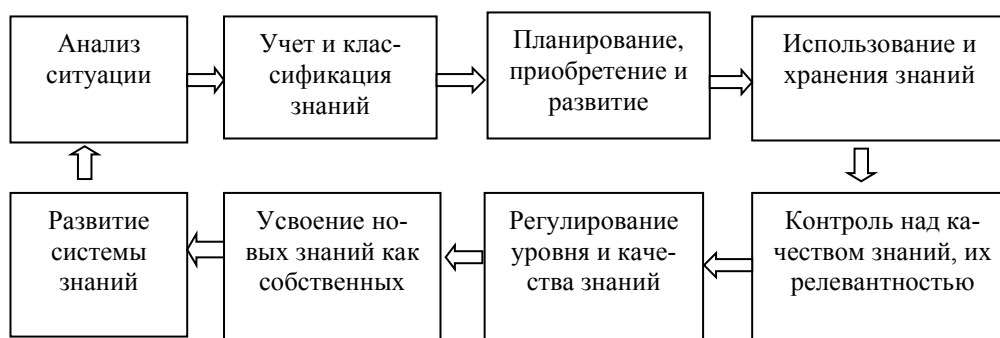 Анализ
ситуации
Учет и клас-
сификация
знаний
Планирование,
приобретение и
развитие
Использование и
хранения знаний
Развитие
системы
знаний
Усвоение но-
вых знаний как
собственных
Регулирование
уровня и каче-
ства знаний
Контроль над ка-
чеством знаний, их
релевантностью